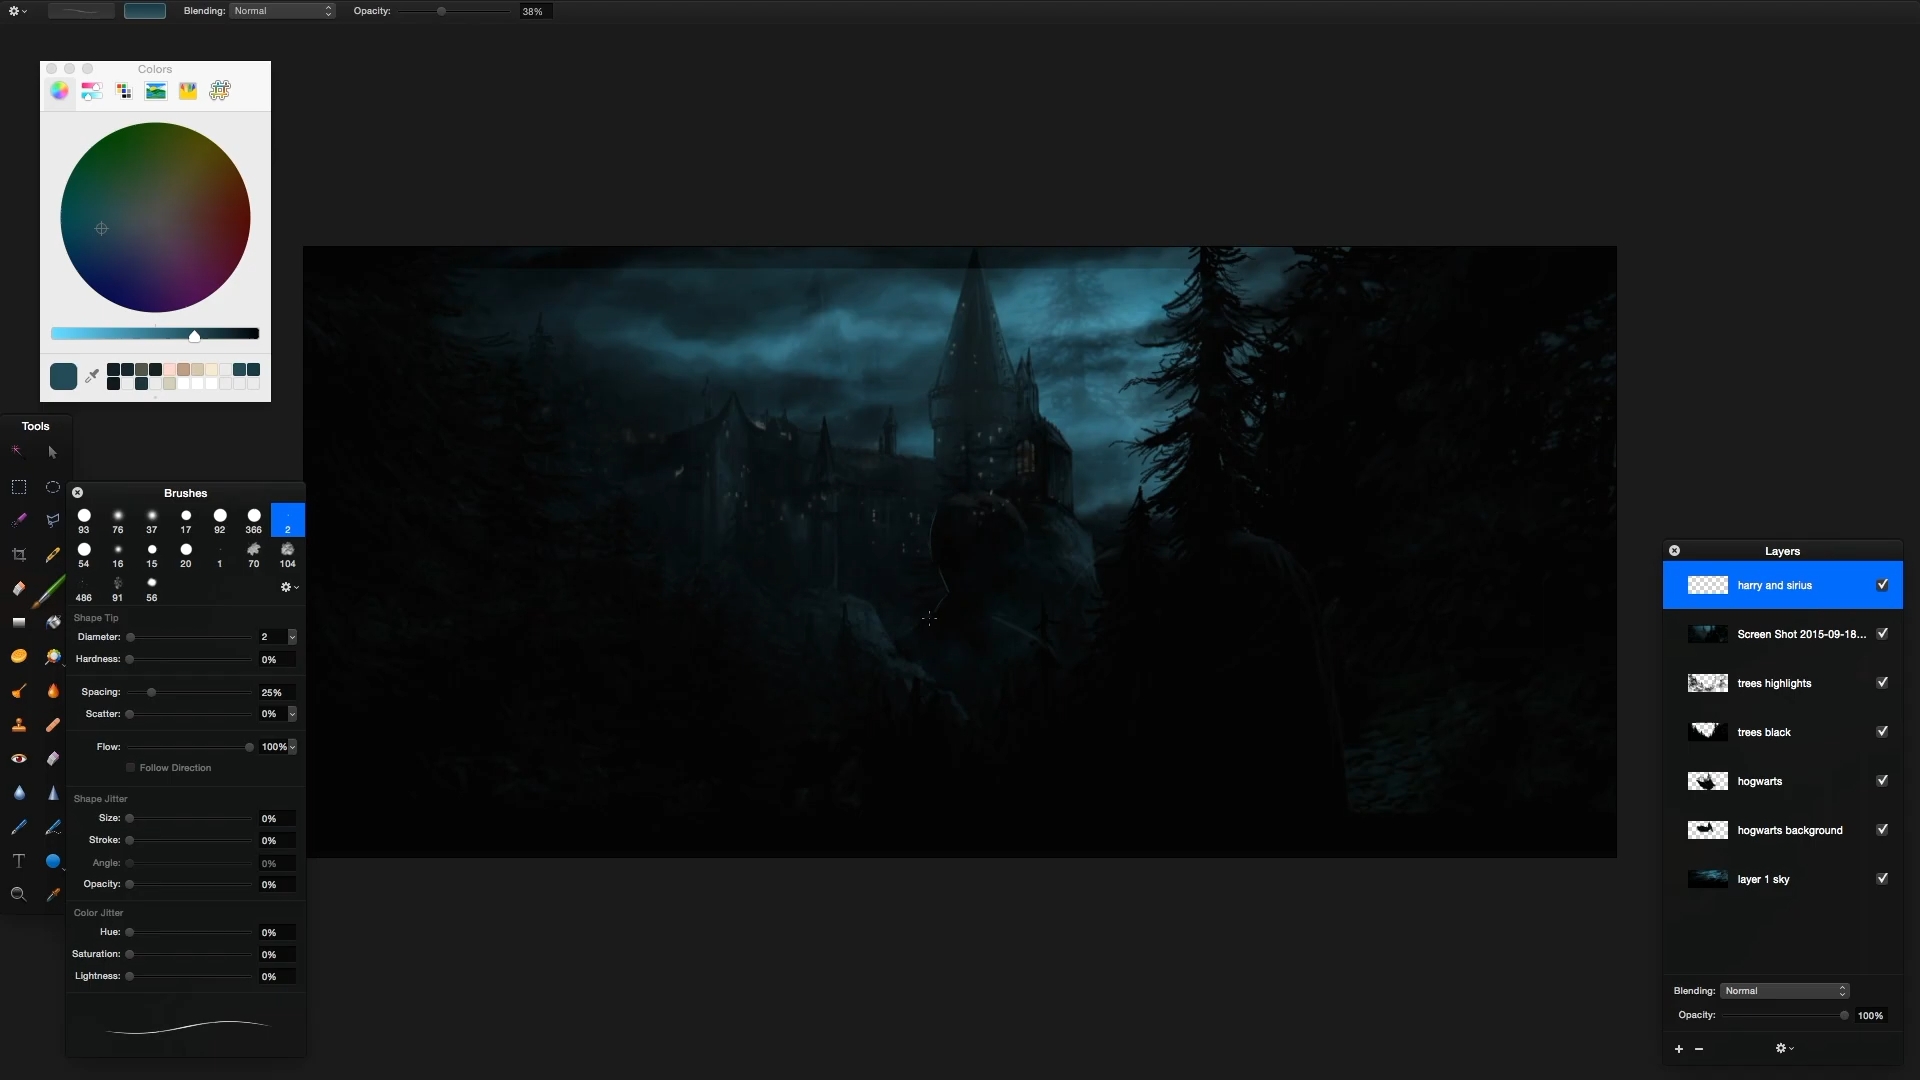 Blending: Normal Opacity: 38%
Colors
Tools
Brushes
93 76 37 17 92 366 2
54 16 15 20 1 70 104
486 91 56
Shape Tip
Diameter: 2
Hardness: 0%
Spacing: 25%
Scatter: 0%
Flow: 100%
Follow Direction
Shape Jitter
Size: 0%
Stroke: 0%
Angle: 0%
Opacity: 0%
Color Jitter
Hue: 0%
Saturation: 0%
Lightness: 0%
Layers
harry and sirius
Screen Shot 2015-09-18...
trees highlights
trees black
hogwarts
hogwarts background
layer 1 sky
Blending: Normal
Opacity: 100%